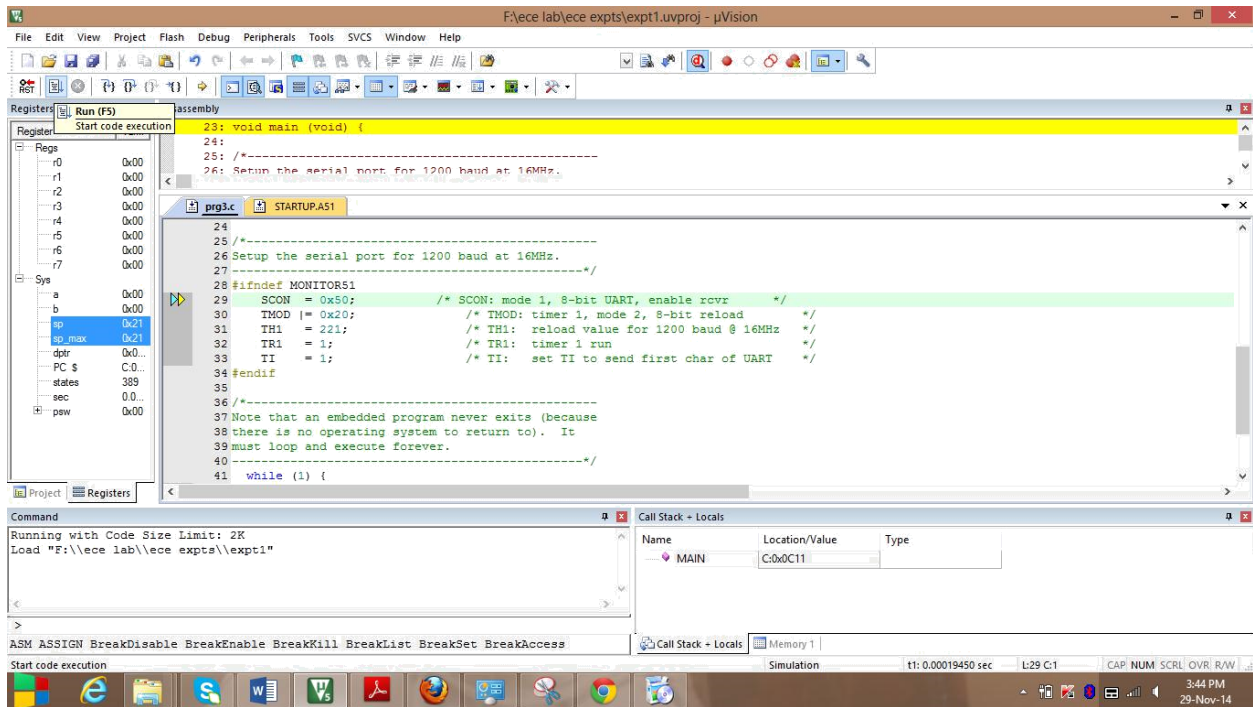 F:\ece lab\ece expts\expt1.uvproj - µVision
File Edit View Project Flash Debug Peripherals Tools SVCS Window Help
RST
Registers
Run (F5)
Start code execution
Register
Regs
r0 0x00
r1 0x00
r2 0x00
r3 0x00
r4 0x00
r5 0x00
r6 0x00
r7 0x00
Sys
a 0x00
b 0x00
sp 0x21
sp_max 0x21
dptr 0x0...
PC $ C:0...
states 389
sec 0.0...
psw 0x00
Project Registers
assembly
23: void main (void) {
24:
25: /*------------------------------------------------
26: Setup the serial port for 1200 baud at 16MHz.
prg3.c STARTUP.A51
24
25 /*------------------------------------------------
26 Setup the serial port for 1200 baud at 16MHz.
27 ------------------------------------------------*/
28 #ifndef MONITOR51
29 SCON = 0x50; /* SCON: mode 1, 8-bit UART, enable rcvr */
30 TMOD |= 0x20; /* TMOD: timer 1, mode 2, 8-bit reload */
31 TH1 = 221; /* TH1: reload value for 1200 baud @ 16MHz */
32 TR1 = 1; /* TR1: timer 1 run */
33 TI = 1; /* TI: set TI to send first char of UART */
34 #endif
35
36 /*------------------------------------------------
37 Note that an embedded program never exits (because
38 there is no operating system to return to). It
39 must loop and execute forever.
40 ------------------------------------------------*/
41 while (1) {
Command
Running with Code Size Limit: 2K
Load "F:\\ece lab\\ece expts\\expt1"
>
ASM ASSIGN BreakDisable BreakEnable BreakKill BreakList BreakSet BreakAccess
Call Stack + Locals
Name Location/Value Type
MAIN C:0x0C11
Call Stack + Locals Memory 1
Start code execution Simulation t1: 0.00019450 sec L:29 C:1 CAP NUM SCRL OVR R/W
3:44 PM
29-Nov-14